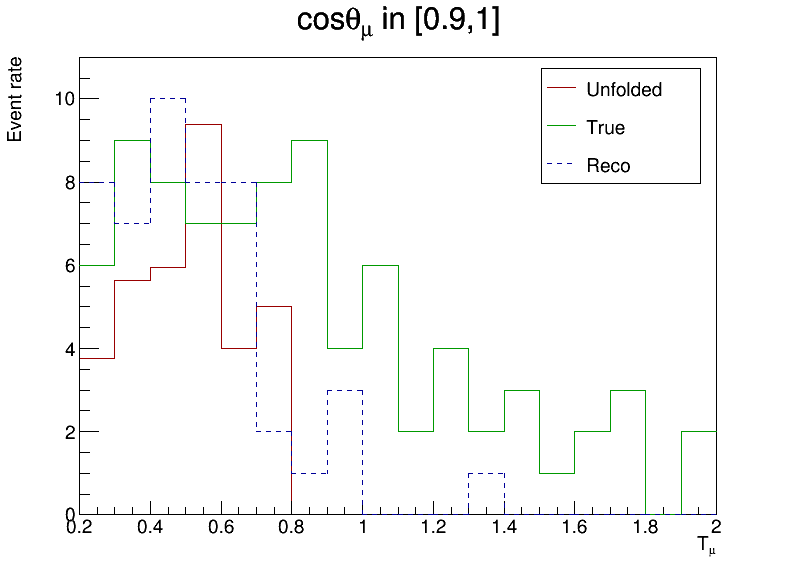 cosθμ in [0.9,1]
Event rate
Unfolded
True
Reco
10
8
6
4
2
0
0.2 0.4 0.6 0.8 1 1.2 1.4 1.6 1.8 2
Tμ